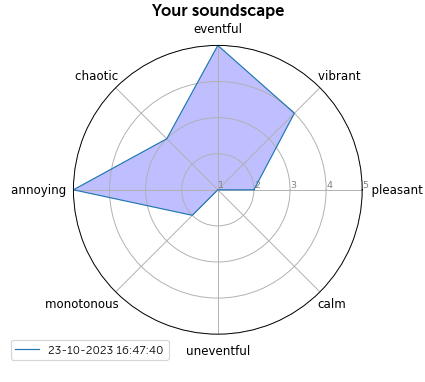 Your soundscape
eventful
chaotic
vibrant
annoying
1 2 3 4 5
pleasant
monotonous
calm
uneventful
23-10-2023 16:47:40